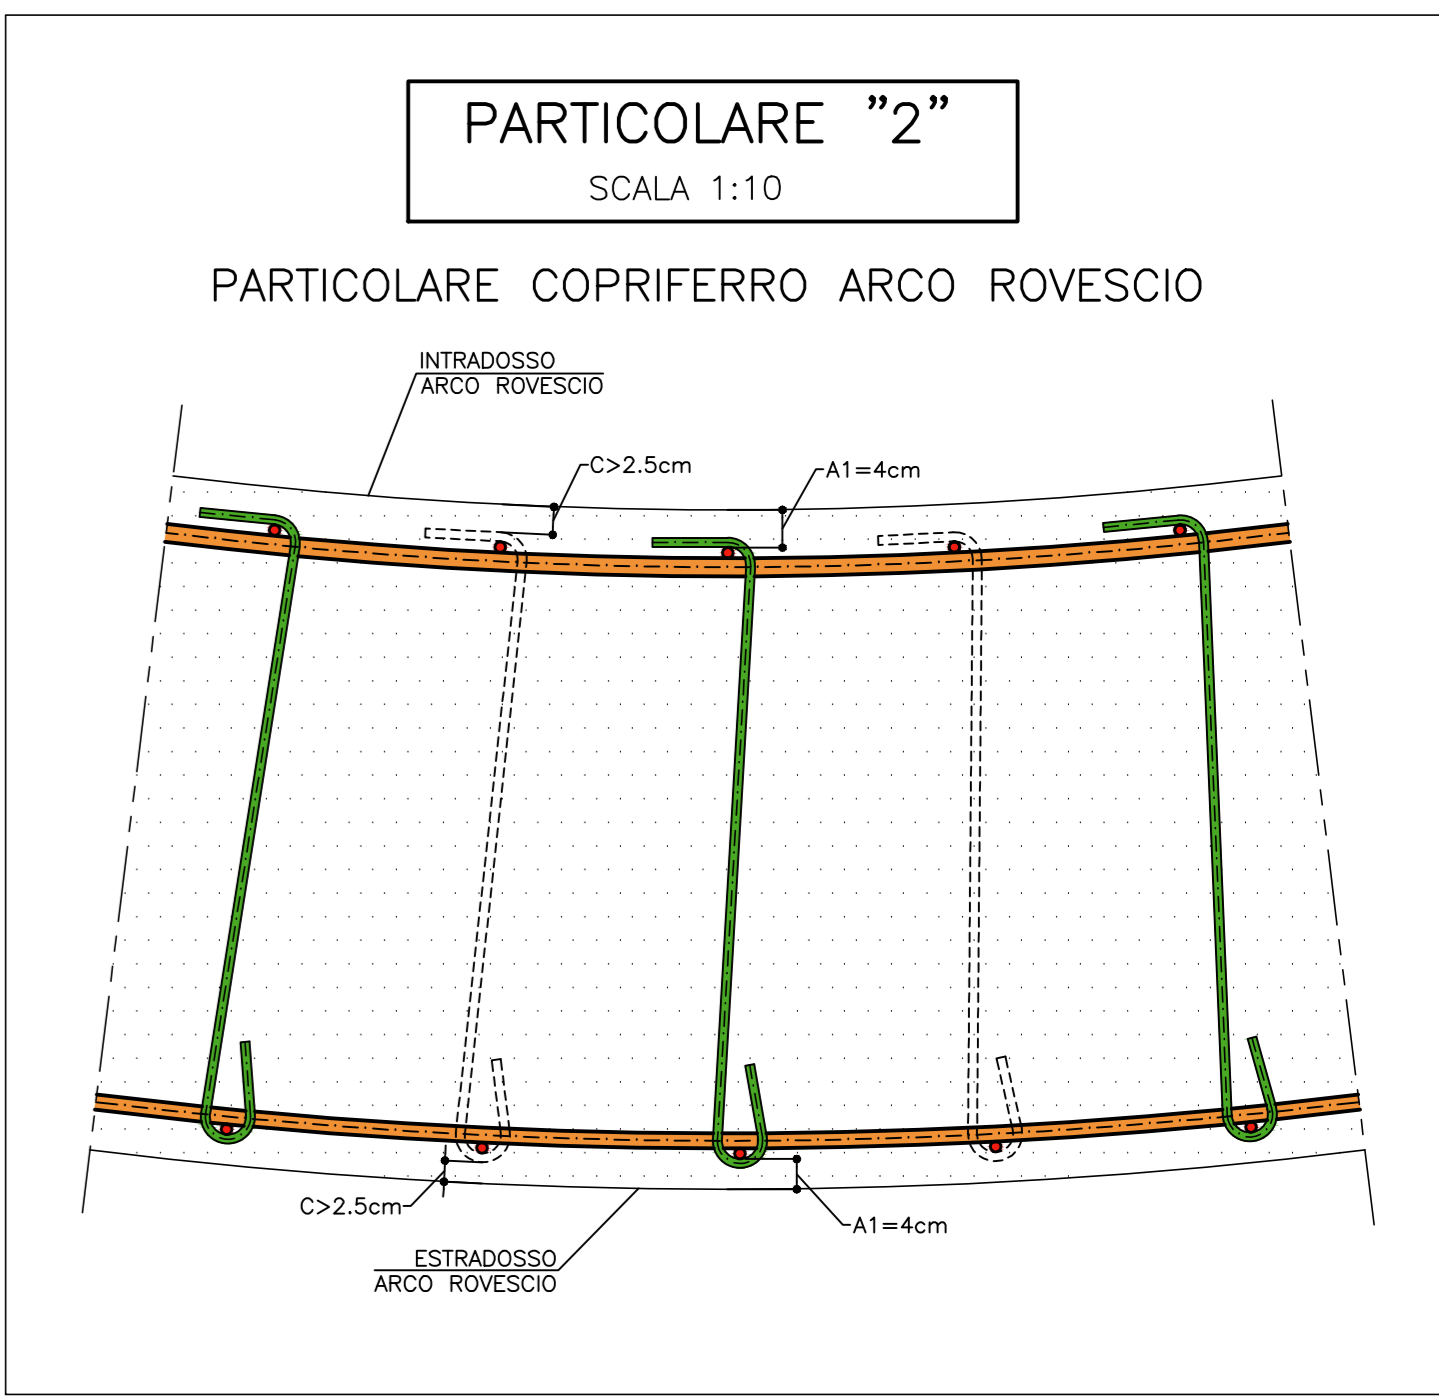 PARTICOLARE ”2”
SCALA 1:10
PARTICOLARE COPRIFERRO ARCO ROVESCIO
INTRADOSSO
ARCO ROVESCIO
C>2.5cm
A1=4cm
C>2.5cm
A1=4cm
ESTRADOSSO
ARCO ROVESCIO